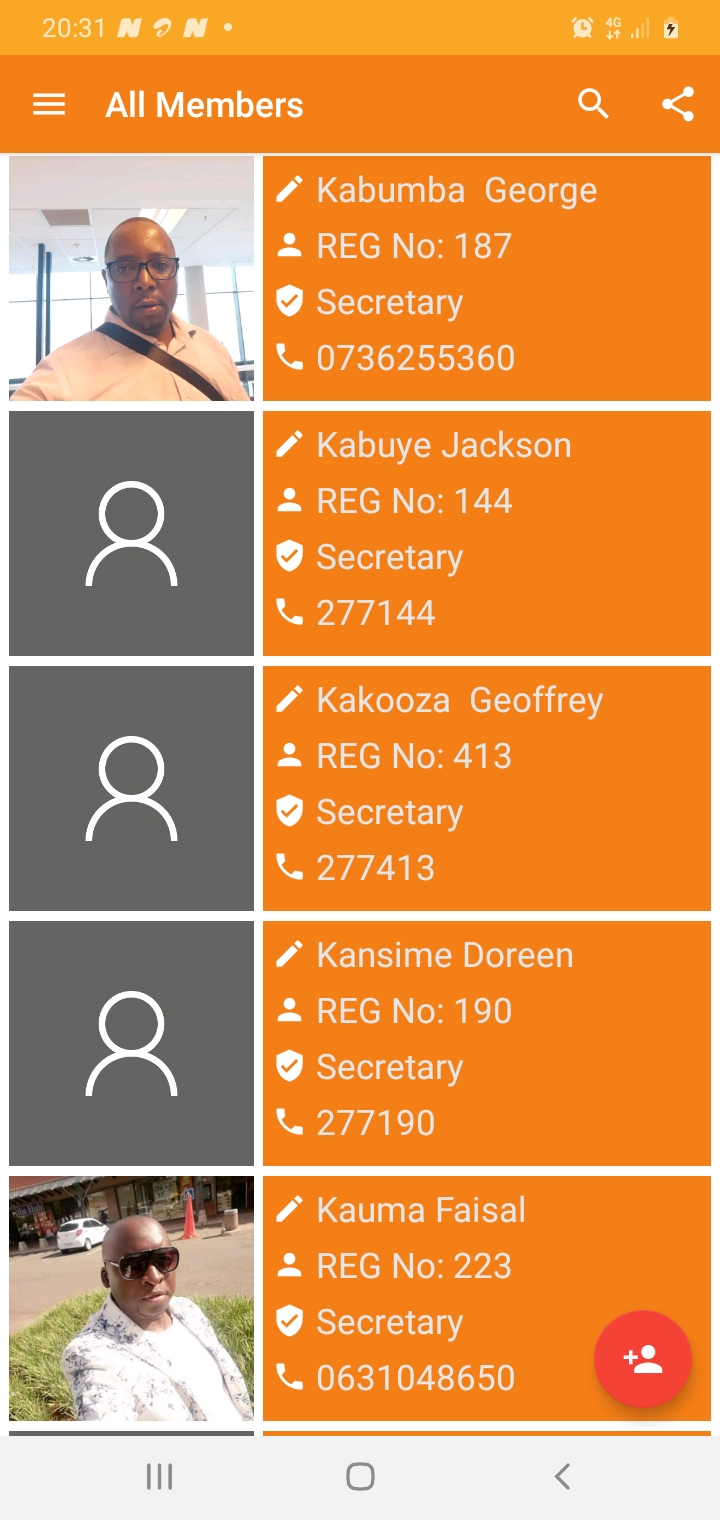 20:31
4G
All Members
Kabumba  George
REG No: 187
Secretary
0736255360
Kabuye Jackson
REG No: 144
Secretary
277144
Kakooza  Geoffrey
REG No: 413
Secretary
277413
Kansime Doreen
REG No: 190
Secretary
277190
Kauma Faisal
REG No: 223
Secretary
0631048650